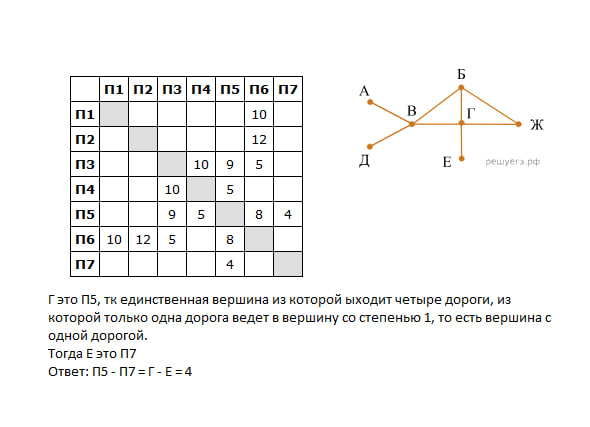 П1 П2 П3 П4 П5 П6 П7
П1 10
П2 12
П3 10 9 5
П4 10 5
П5 9 5 8 4
П6 10 12 5 8
П7 4
Б
А
В
Г
Ж
Д
Е
решуегэ.рф
Г это П5, тк единственная вершина из которой ыходит четыре дороги, из
которой только одна дорога ведет в вершину со степенью 1, то есть вершина с
одной дорогой.
Тогда Е это П7
Ответ: П5 - П7 = Г - Е = 4